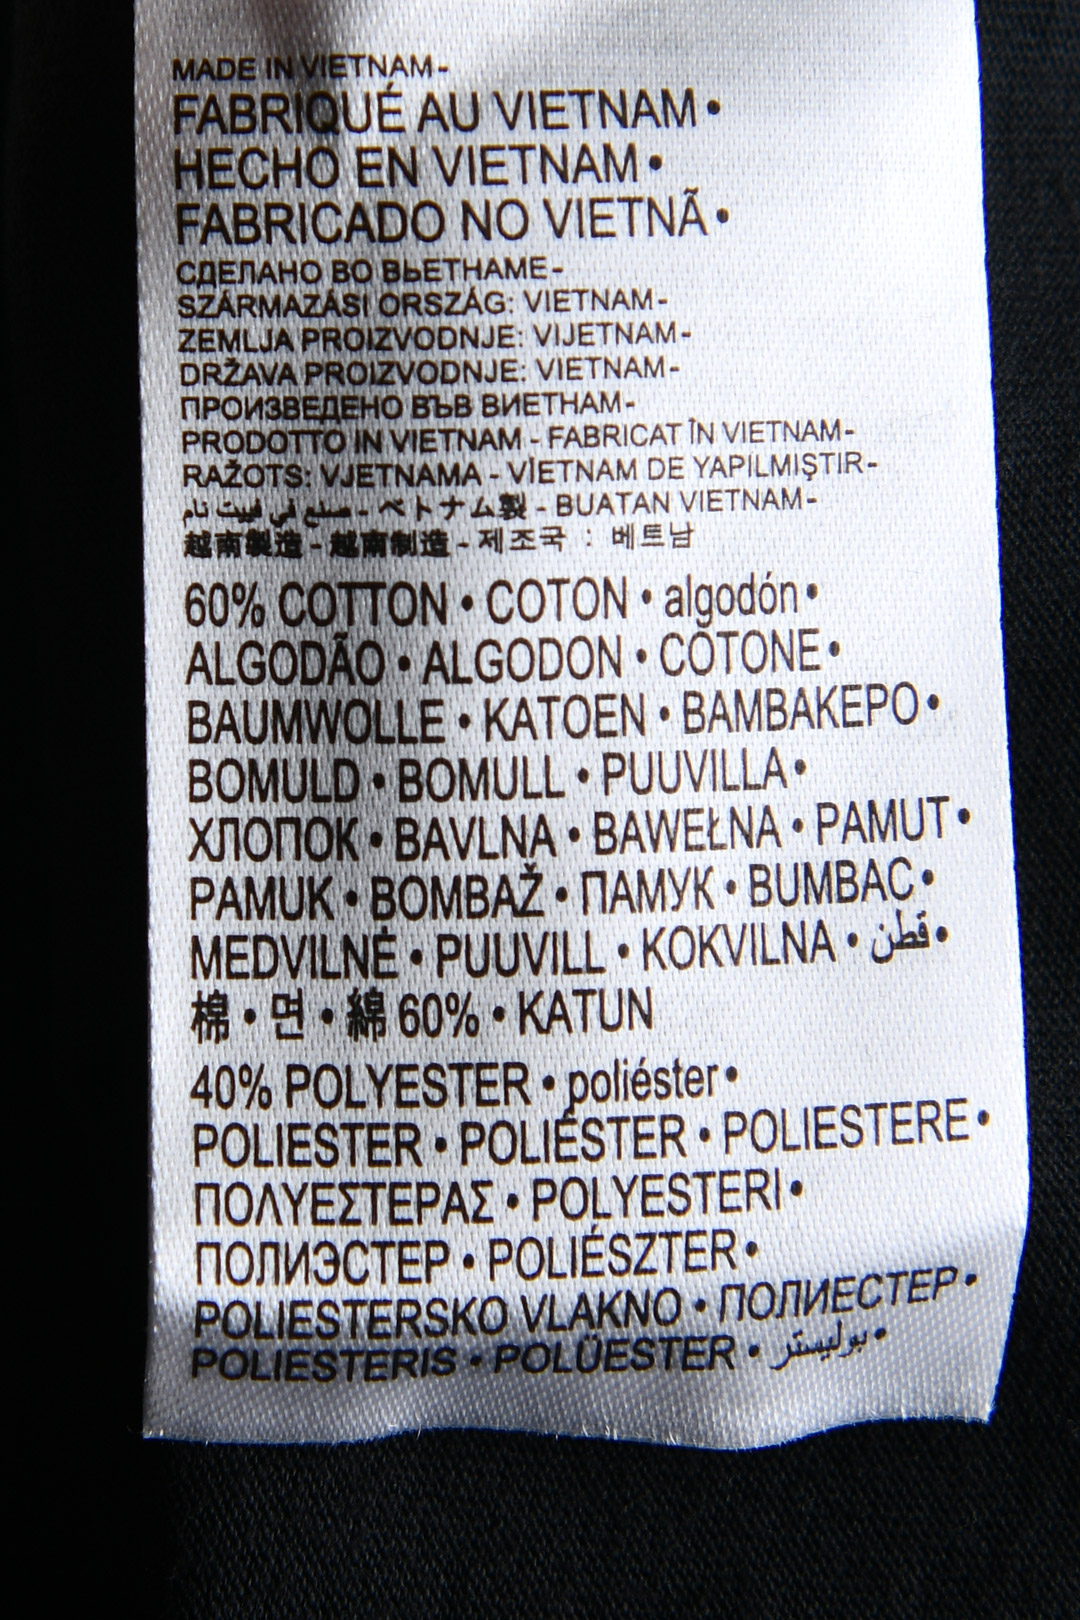 MADE IN VIETNAM-
FABRIQUÉ AU VIETNAM •
HECHO EN VIETNAM •
FABRICADO NO VIETNÃ •
СДЕЛАНО ВО ВЬЕТНАМЕ-
SZÁRMAZÁSI ORSZÁG: VIETNAM-
ZEMLJA PROIZVODNJE: VIJETNAM-
DRŽAVA PROIZVODNJE: VIETNAM-
ПРОИЗВЕДЕНО ВЪВ ВИЕТНАМ-
PRODOTTO IN VIETNAM - FABRICAT ÎN VIETNAM-
RAŽOTS: VJETNAMA - VİETNAM DE YAPILMIŞTIR-
صنع في فييت نام - ベトナム製 - BUATAN VIETNAM-
越南製造 - 越南制造 - 제조국 : 베트남
60% COTTON • COTON • algodón •
ALGODÃO • ALGODON • COTONE •
BAUMWOLLE • KATOEN • BAMBAKEPO •
BOMULD • BOMULL • PUUVILLA •
ХЛОПОК • BAVLNA • BAWEŁNA • PAMUT •
PAMUK • BOMBAŽ • ПАМУК • BUMBAC •
MEDVILNĖ • PUUVILL • KOKVILNA • قطن •
棉 • 면 • 綿 60% • KATUN
40% POLYESTER • poliéster •
POLIESTER • POLIÉSTER • POLIESTERE •
ΠΟΛΥΕΣΤΕΡΑΣ • POLYESTERI •
ПОЛИЭСТЕР • POLIÉSZTER •
POLIESTERSKO VLAKNO • ПОЛИЕСТЕР •
POLIESTERIS • POLÜESTER • بوليستر •